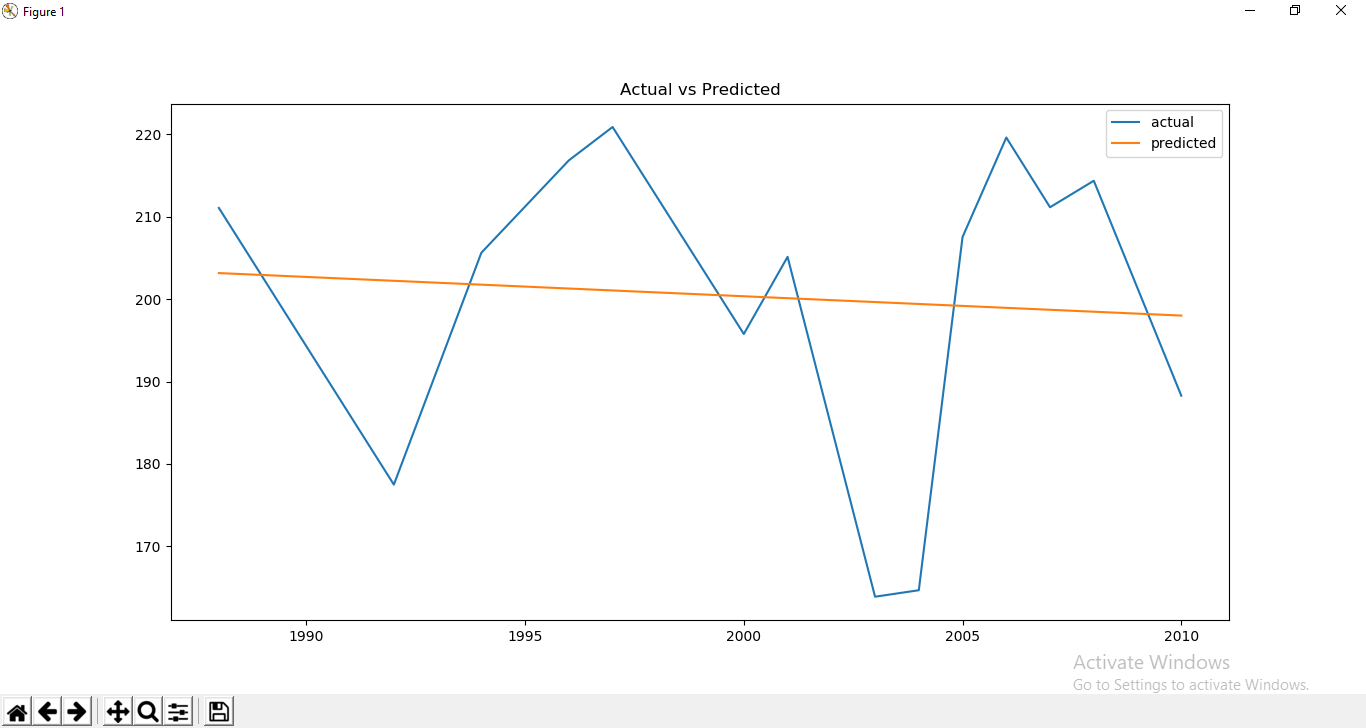 Figure 1
Actual vs Predicted
actual
predicted
220
210
200
190
180
170
1990 1995 2000 2005 2010
Activate Windows
Go to Settings to activate Windows.